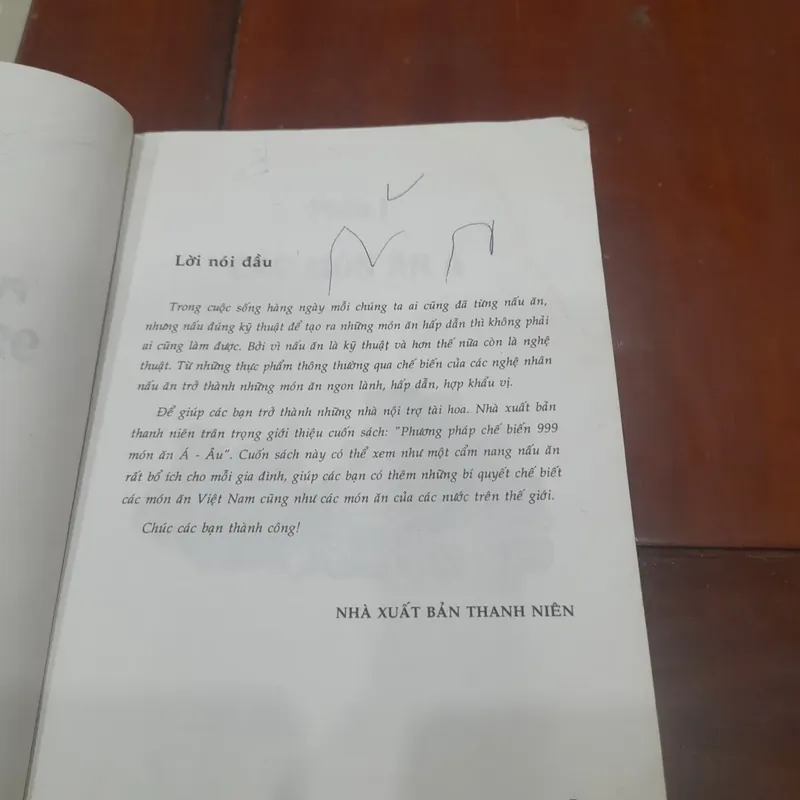 Lời nói đầu
Trong cuộc sống hàng ngày mỗi chúng ta ai cũng đã từng nấu ăn,
nhưng nấu đúng kỹ thuật để tạo ra những món ăn hấp dẫn thì không phải
ai cũng làm được. Bởi vì nấu ăn là kỹ thuật và hơn thế nữa còn là nghệ
thuật. Từ những thực phẩm thông thường qua chế biến của các nghệ nhân
nấu ăn trở thành những món ăn ngon lành, hấp dẫn, hợp khẩu vị.
Để giúp các bạn trở thành những nhà nội trợ tài hoa. Nhà xuất bản
thanh niên trân trọng giới thiệu cuốn sách: "Phương pháp chế biến 999
món ăn Á - Âu". Cuốn sách này có thể xem như một cẩm nang nấu ăn
rất bổ ích cho mỗi gia đình, giúp các bạn có thêm những bí quyết chế biết
các món ăn Việt Nam cũng như các món ăn của các nước trên thế giới.
Chúc các bạn thành công!
NHÀ XUẤT BẢN THANH NIÊN